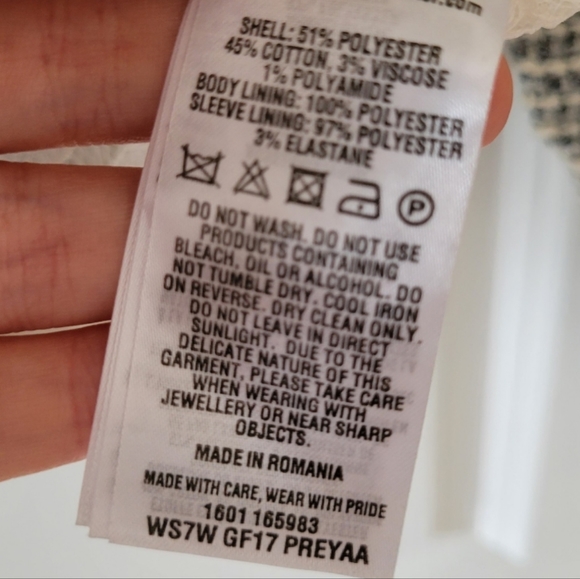 SHELL: 51% POLYESTER
45% COTTON, 3% VISCOSE
1% POLYAMIDE
BODY LINING: 100% POLYESTER
SLEEVE LINING: 97% POLYESTER
3% ELASTANE
P
DO NOT WASH. DO NOT USE
PRODUCTS CONTAINING
BLEACH, OIL OR ALCOHOL. DO
NOT TUMBLE DRY. COOL IRON
ON REVERSE. DRY CLEAN ONLY.
DO NOT LEAVE IN DIRECT
SUNLIGHT. DUE TO THE
DELICATE NATURE OF THIS
GARMENT, PLEASE TAKE CARE
WHEN WEARING WITH
JEWELLERY OR NEAR SHARP
OBJECTS.
MADE IN ROMANIA
MADE WITH CARE, WEAR WITH PRIDE
1601 165983
WS7W GF17 PREYAA